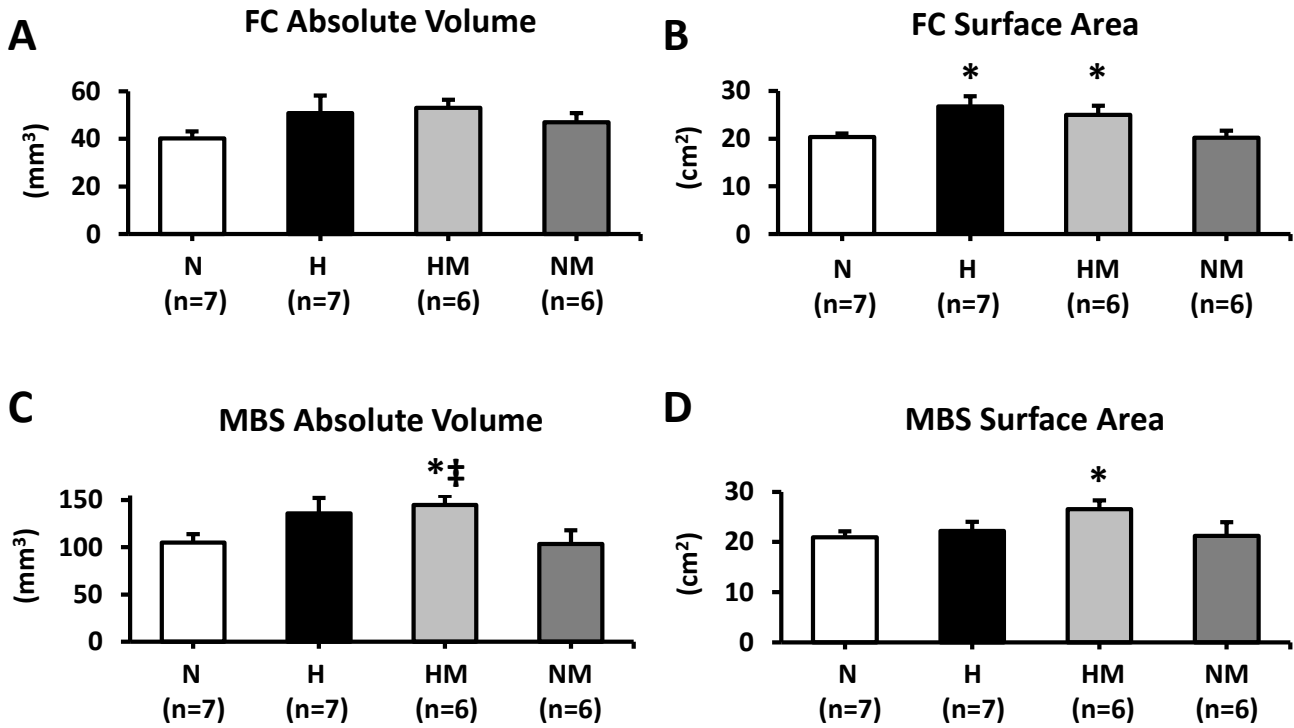 A
FC Absolute Volume
(mm³)
60
40
20
0
N
H
HM
NM
(n=7)
(n=7)
(n=6)
(n=6)
B
FC Surface Area
(cm²)
30
20
10
0
*
*
N
H
HM
NM
(n=7)
(n=7)
(n=6)
(n=6)
C
MBS Absolute Volume
(mm³)
150
100
50
0
*‡
N
H
HM
NM
(n=7)
(n=7)
(n=6)
(n=6)
D
MBS Surface Area
(cm²)
30
20
10
0
*
N
H
HM
NM
(n=7)
(n=7)
(n=6)
(n=6)